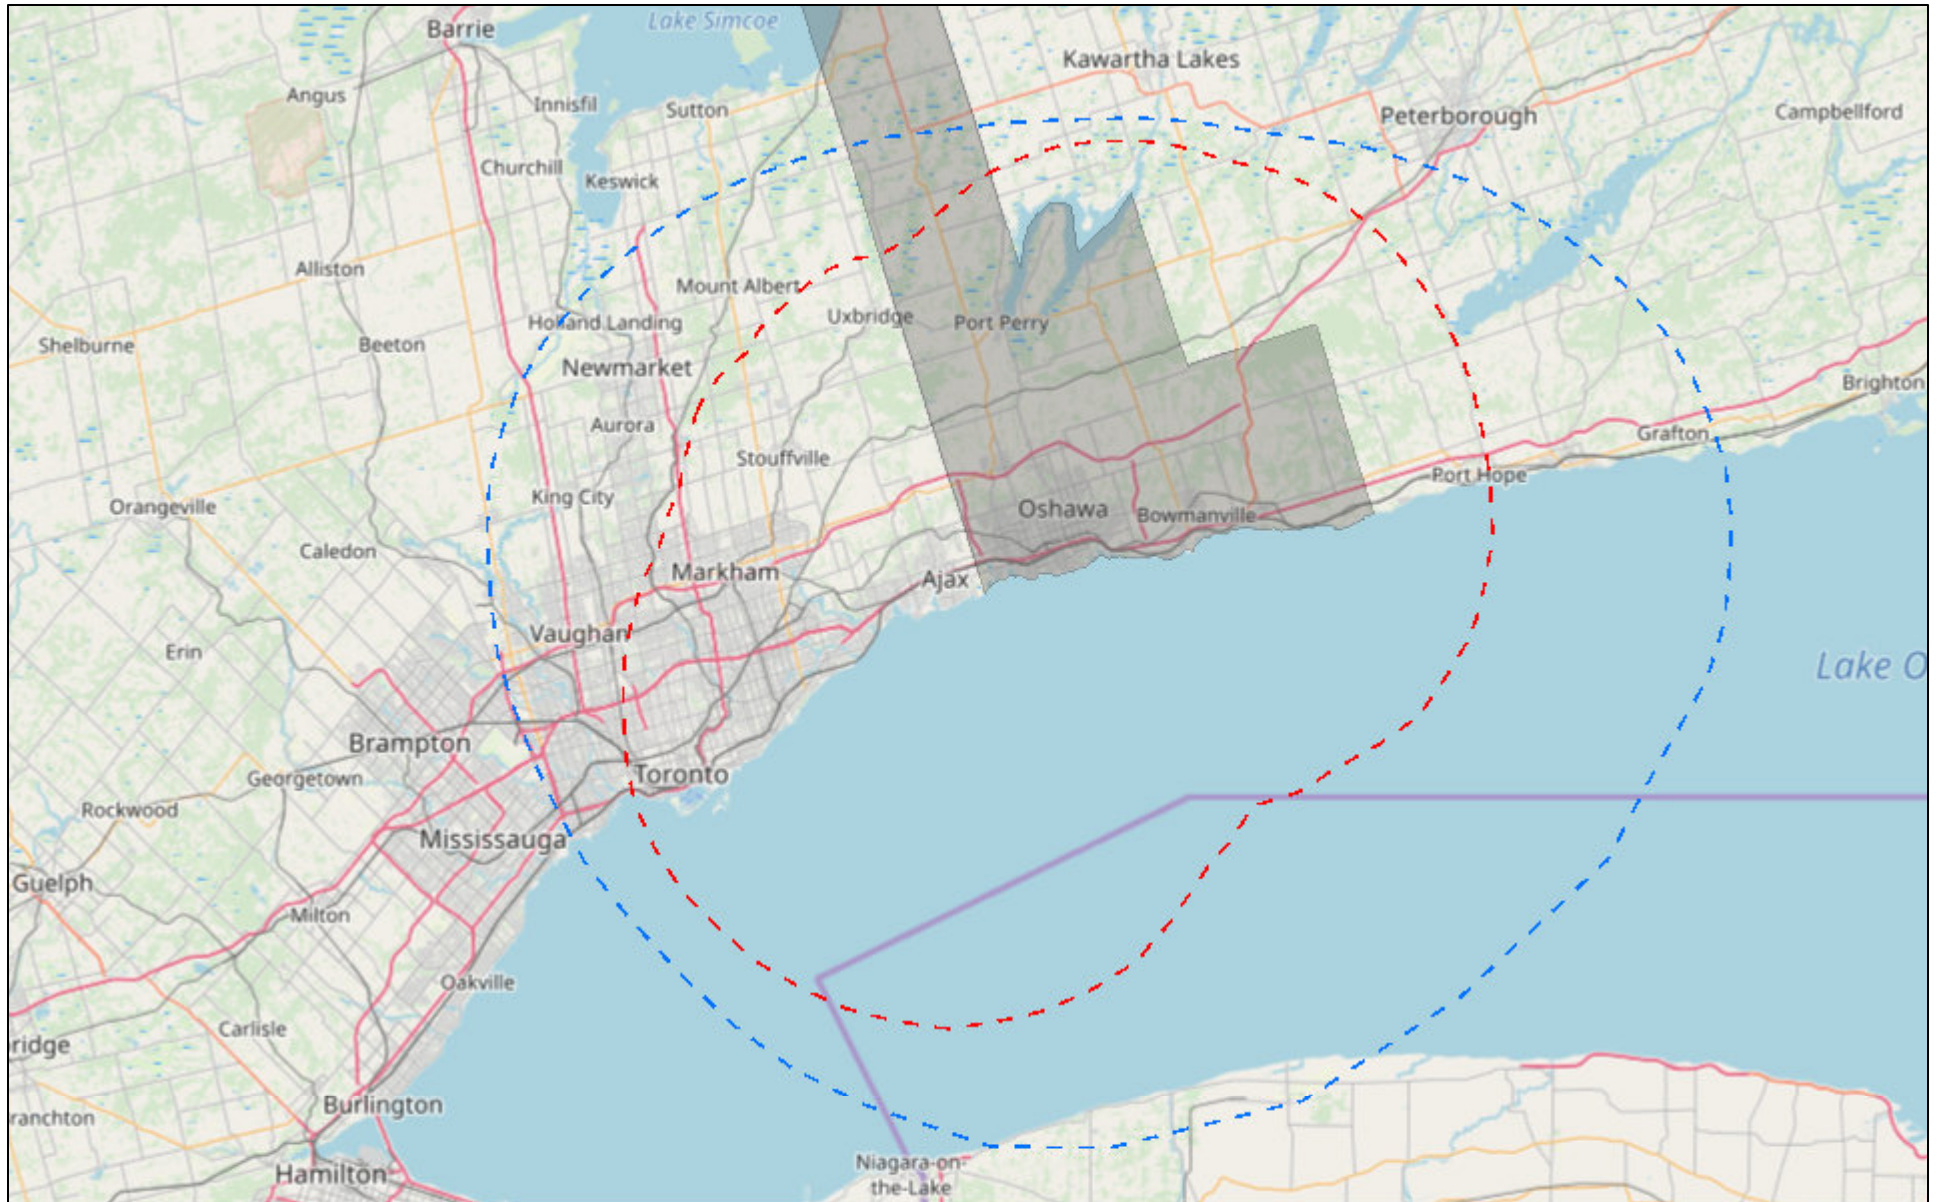 Barrie
Lake Simcoe
Kawartha Lakes
Angus
Innisfil
Sutton
Peterborough
Campbellford
Churchill
Keswick
Alliston
Mount Albert
Holland Landing
Uxbridge
Port Perry
Shelburne
Beeton
Newmarket
Brighton
Aurora
Grafton
Stouffville
Port Hope
King City
Orangeville
Oshawa
Bowmanville
Caledon
Markham
Ajax
Vaughan
Erin
Lake O
Brampton
Georgetown
Toronto
Rockwood
Mississauga
Guelph
Milton
Oakville
Carlisle
ridge
Burlington
ranchton
Niagara-on-
the-Lake
Hamilton